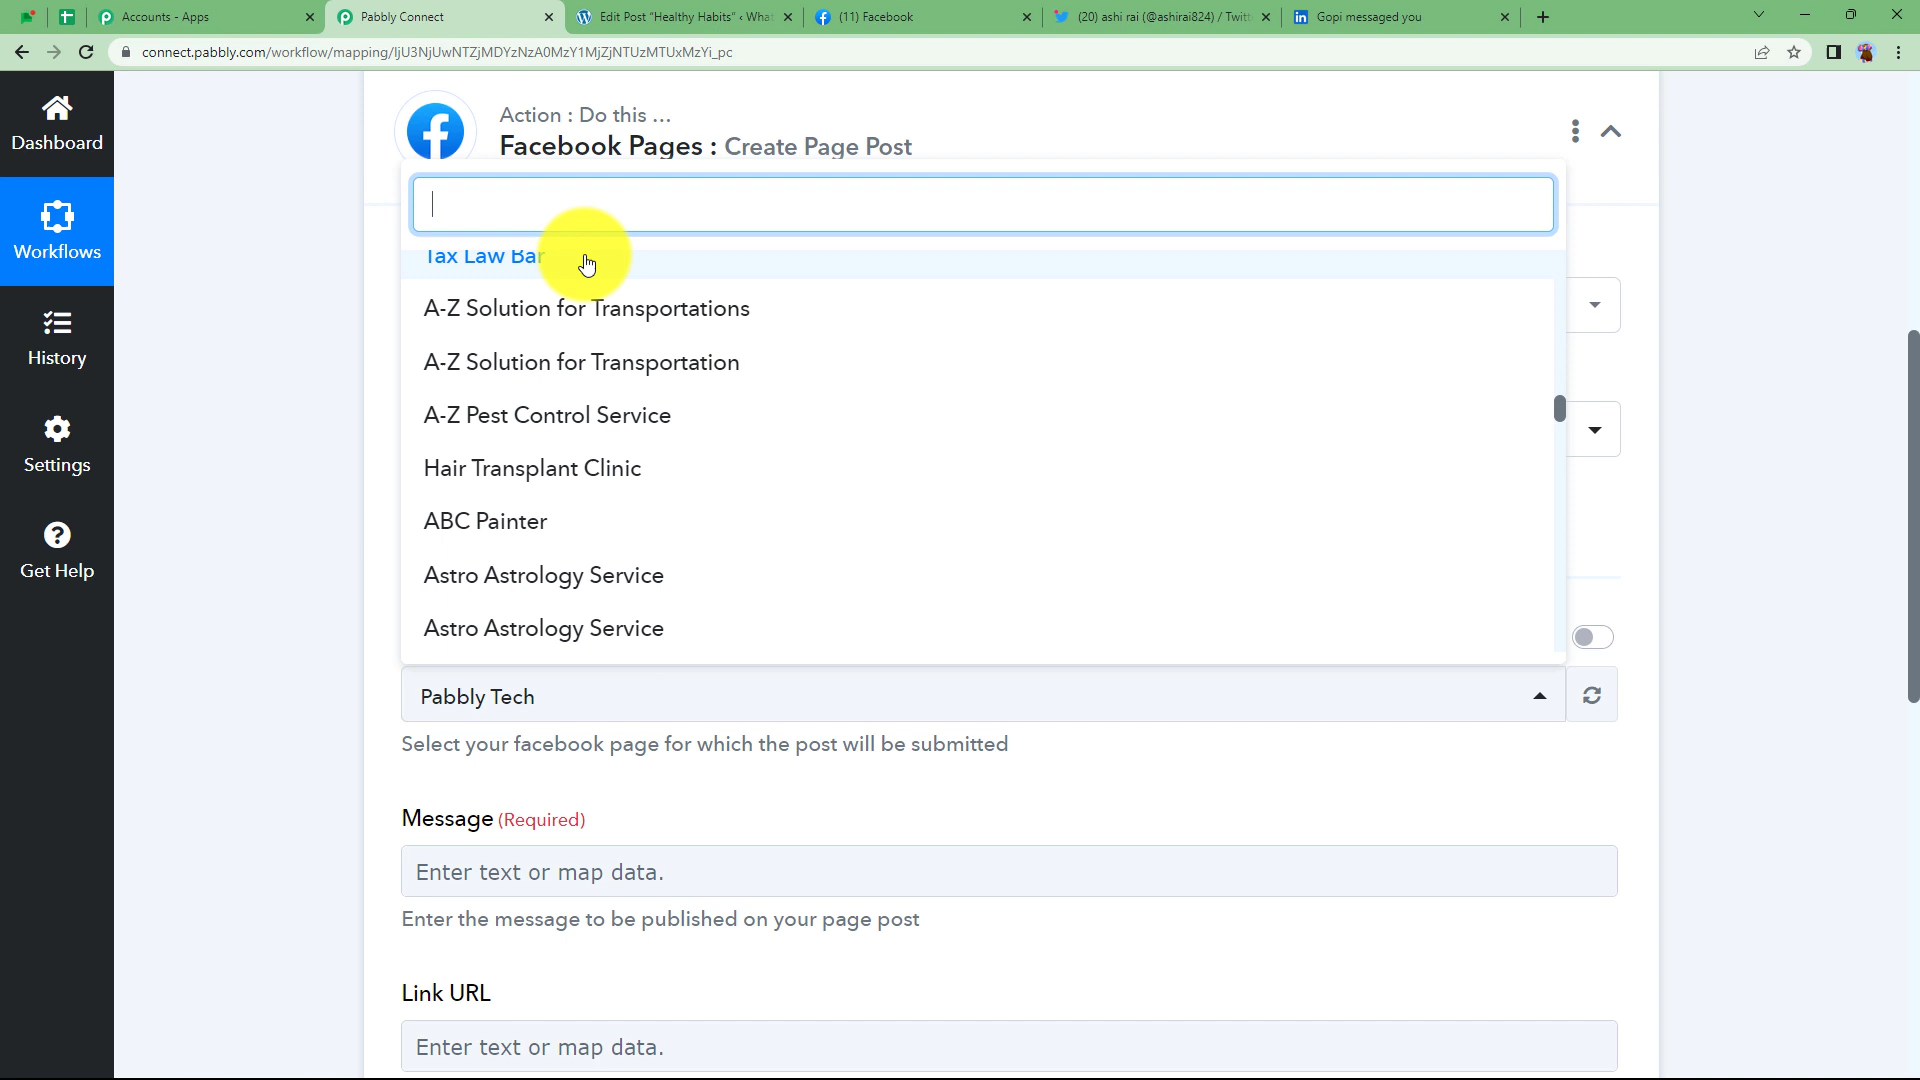 Accounts - Apps
Pabbly Connect
Edit Post "Healthy Habits" ‹ What
(11) Facebook
(20) ashi rai (@ashirai824) / Twitt
Gopi messaged you
connect.pabbly.com/workflow/mapping/IjU3NjUwNTZjMDYzNzA0MzY1MjZjNTUzMTUxMzYi_pc
Dashboard
Workflows
History
Settings
Get Help
Action : Do this ...
Facebook Pages : Create Page Post
Tax Law Bar
A-Z Solution for Transportations
A-Z Solution for Transportation
A-Z Pest Control Service
Hair Transplant Clinic
ABC Painter
Astro Astrology Service
Astro Astrology Service
Pabbly Tech
Select your facebook page for which the post will be submitted
Message (Required)
Enter text or map data.
Enter the message to be published on your page post
Link URL
Enter text or map data.